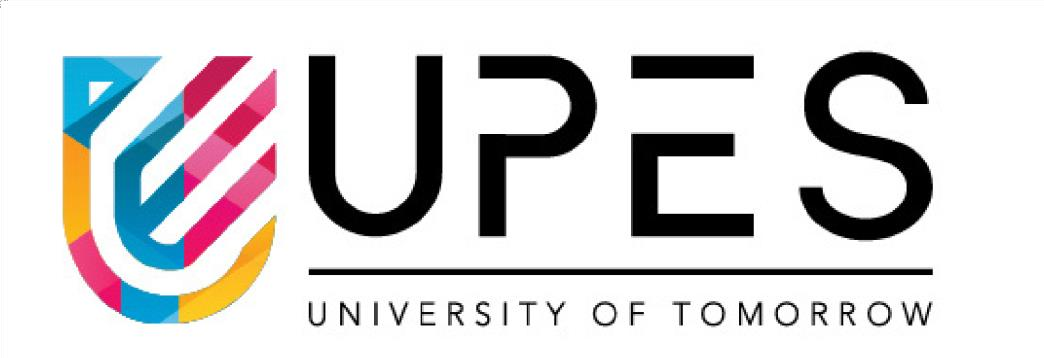 UPES
UNIVERSITY OF TOMORROW